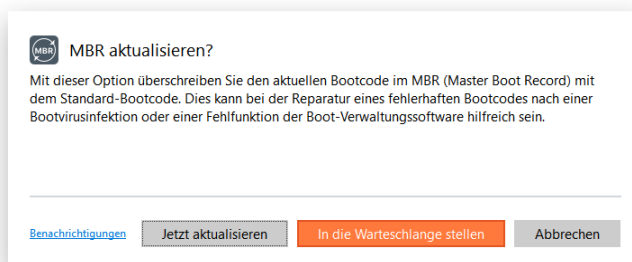 MBR
MBR aktualisieren?
Mit dieser Option überschreiben Sie den aktuellen Bootcode im MBR (Master Boot Record) mit
dem Standard-Bootcode. Dies kann bei der Reparatur eines fehlerhaften Bootcodes nach einer
Bootvirusinfektion oder einer Fehlfunktion der Boot-Verwaltungssoftware hilfreich sein.
Benachrichtigungen
Jetzt aktualisieren
In die Warteschlange stellen
Abbrechen